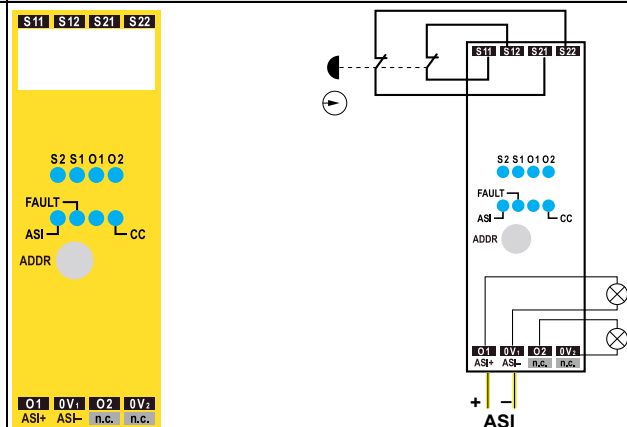 S11 S12 S21 S22
S2 S1 O1 O2
FAULT
ASI
CC
ADDR
O1 0V1 O2 0V2
ASI+ ASI– n.c. n.c.
S11 S12 S21 S22
S2 S1 O1 O2
FAULT
ASI
CC
ADDR
O1 0V1 O2 0V2
ASI+ ASI– n.c. n.c.
+ –
ASI